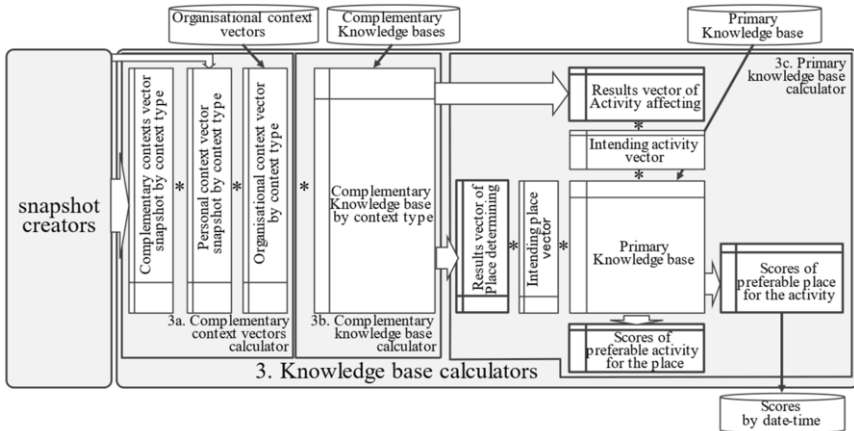 Organisational context
vectors
Complementary
Knowledge bases
Primary
Knowledge base
3c. Primary
knowledge base
calculator
snapshot
creators
Complementary contexts vector
snapshot by context type
*
Personal context vector
snapshot by context type
*
Organisational context vector
by context type
*
Complementary
Knowledge base
by context type
Results vector of
Activity affecting
*
Intending activity
vector
*
Results vector of
Place determining
*
Intending place
vector
*
Primary
Knowledge base
Scores of
preferable place
for the activity
Scores of
preferable activity
for the place
3a. Complementary
context vectors
calculator
3b. Complementary
knowledge base
calculator
3. Knowledge base calculators
Scores
by date-time